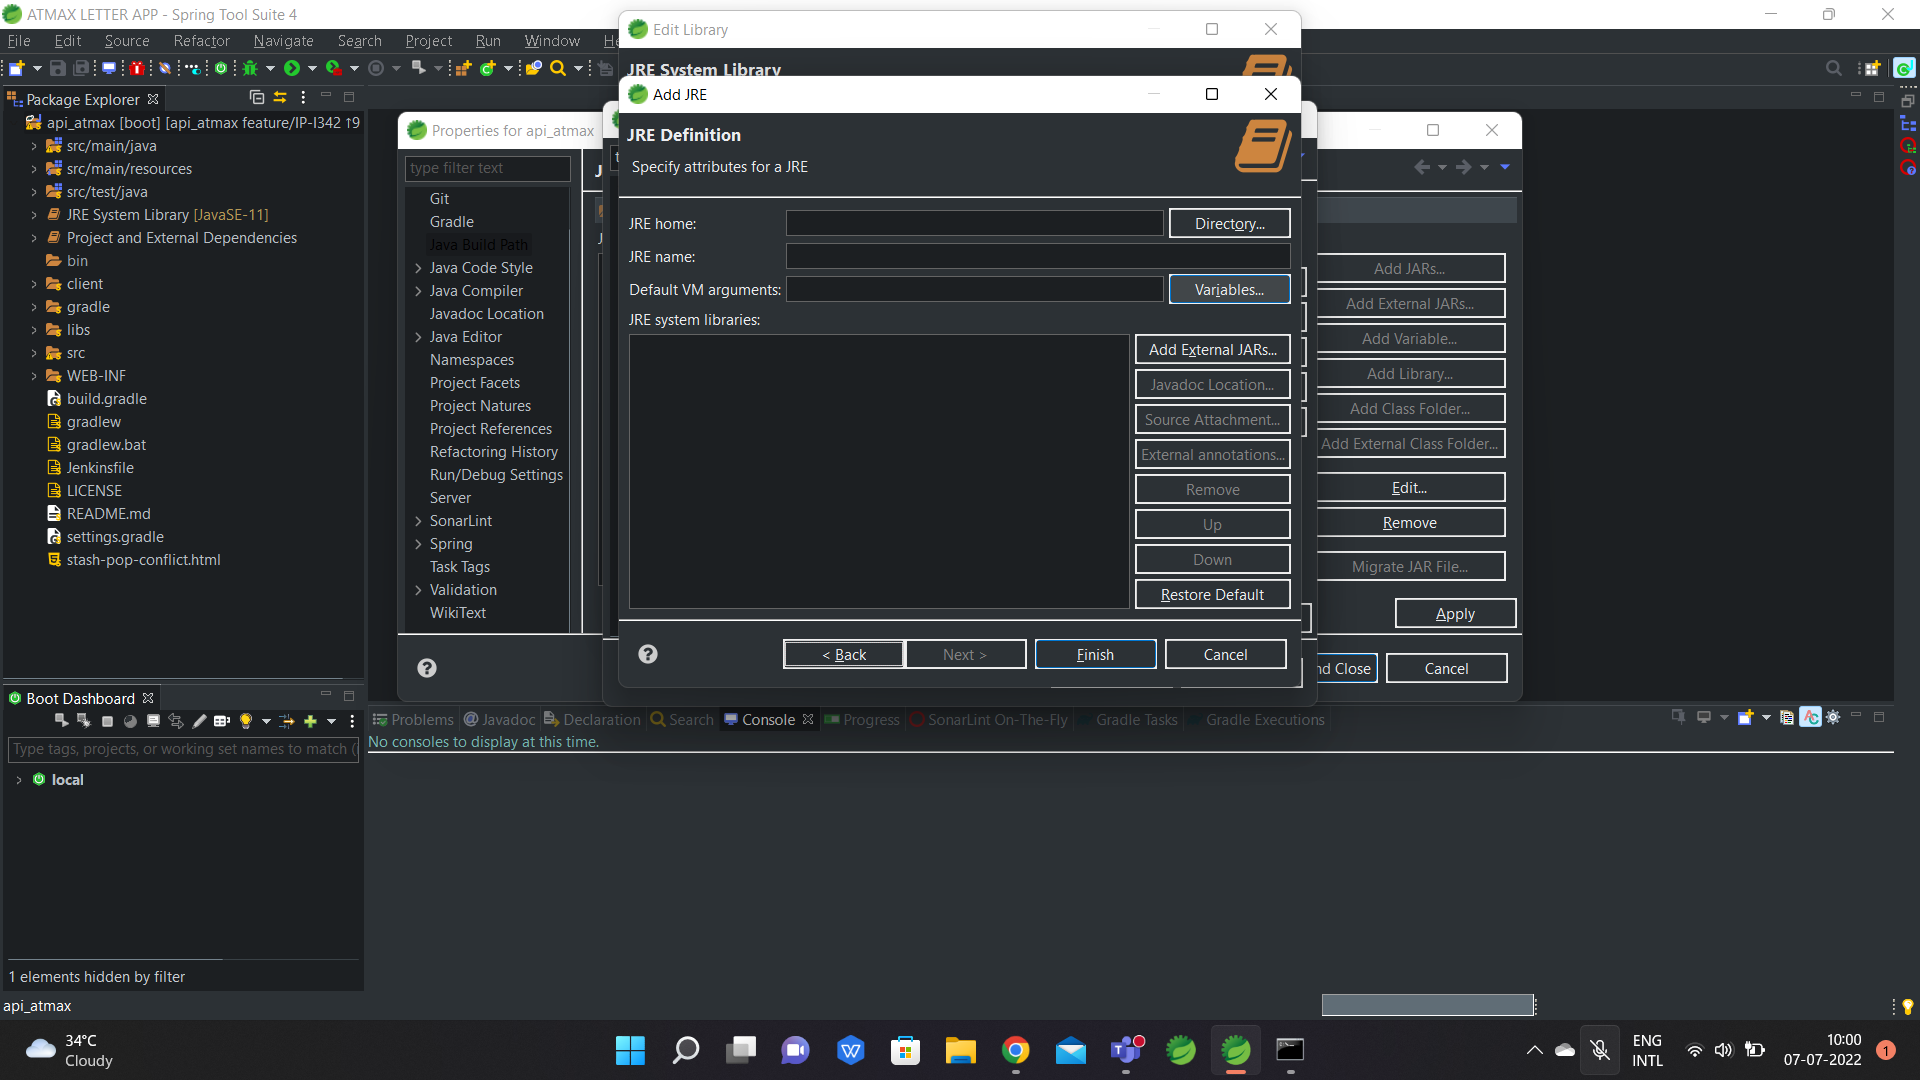 ATMAX LETTER APP - Spring Tool Suite 4
File Edit Source Refactor Navigate Search Project Run Window He
Package Explorer
api_atmax [boot] [api_atmax feature/IP-I342 ↑9
src/main/java
src/main/resources
src/test/java
JRE System Library [JavaSE-11]
Project and External Dependencies
bin
client
gradle
libs
src
WEB-INF
build.gradle
gradlew
gradlew.bat
Jenkinsfile
LICENSE
README.md
settings.gradle
stash-pop-conflict.html
Properties for api_atmax
type filter text
Git
Gradle
Java Build Path
Java Code Style
Java Compiler
Javadoc Location
Java Editor
Namespaces
Project Facets
Project Natures
Project References
Refactoring History
Run/Debug Settings
Server
SonarLint
Spring
Task Tags
Validation
WikiText
Edit Library
JRE System Library
Add JRE
JRE Definition
Specify attributes for a JRE
JRE home:
Directory...
JRE name:
Default VM arguments:
Variables...
JRE system libraries:
Add External JARs...
Javadoc Location...
Source Attachment...
External annotations...
Remove
Up
Down
Restore Default
< Back
Next >
Finish
Cancel
Add JARs...
Add External JARs...
Add Variable...
Add Library...
Add Class Folder...
Add External Class Folder...
Edit...
Remove
Migrate JAR File...
Apply
nd Close
Cancel
Boot Dashboard
Type tags, projects, or working set names to match (i
local
1 elements hidden by filter
api_atmax
Problems Javadoc Declaration Search Console Progress SonarLint On-The-Fly Gradle Tasks Gradle Executions
No consoles to display at this time.
34°C
Cloudy
ENG
INTL
10:00
07-07-2022
1